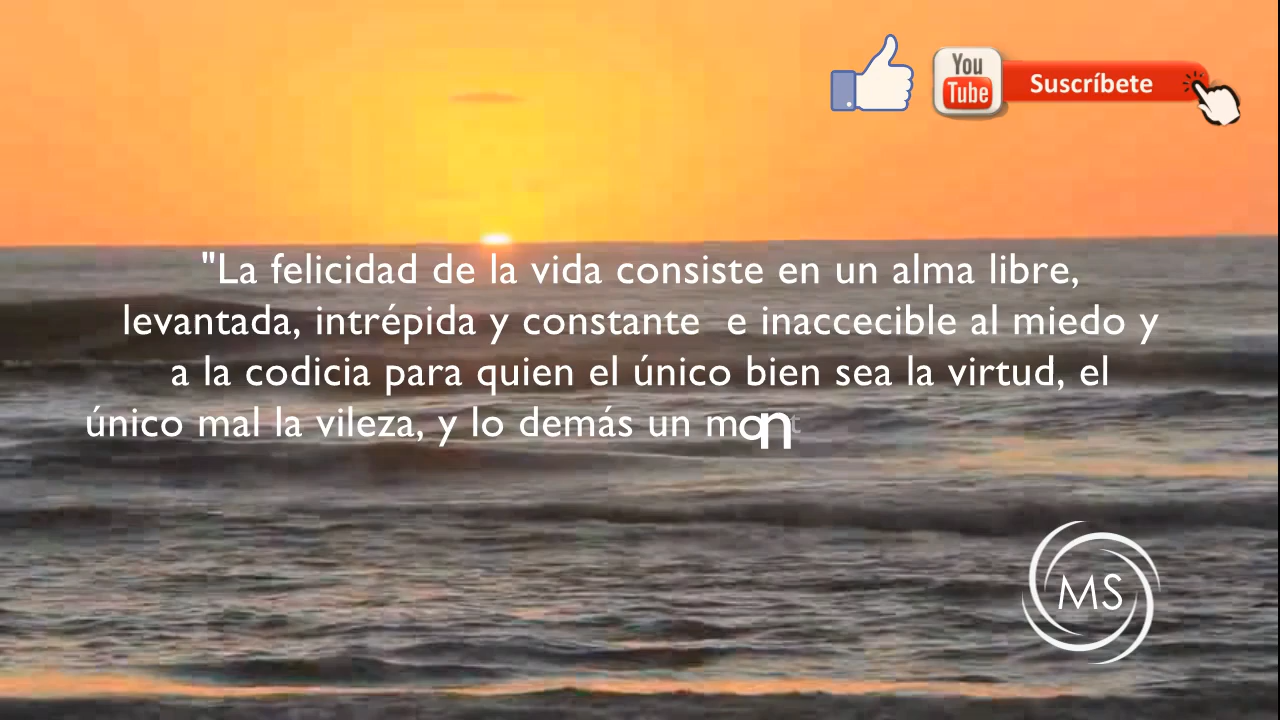 You
Tube
Suscríbete
"La felicidad de la vida consiste en un alma libre,
levantada, intrépida y constante e inaccecible al miedo y
a la codicia para quien el único bien sea la virtud, el
único mal la vileza, y lo demás un
MS